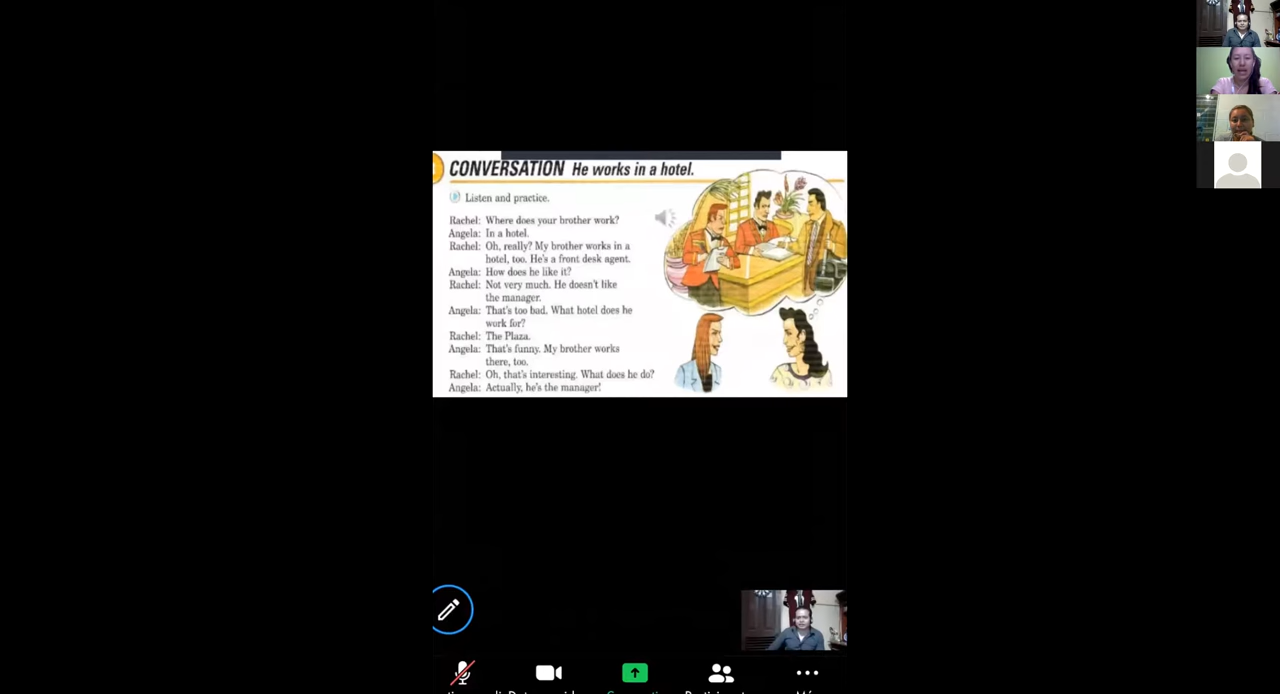 CONVERSATION He works in a hotel.
Listen and practice.
Rachel: Where does your brother work?
Angela: In a hotel.
Rachel: Oh, really? My brother works in a
hotel, too. He's a front desk agent.
Angela: How does he like it?
Rachel: Not very much. He doesn't like
the manager.
Angela: That's too bad. What hotel does he
work for?
Rachel: The Plaza.
Angela: That's funny. My brother works
there, too.
Rachel: Oh, that's interesting. What does he do?
Angela: Actually, he's the manager!